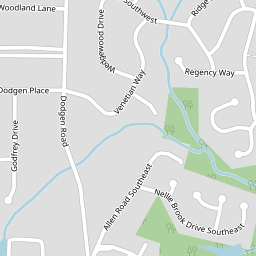 Woodland Lane
Wedgewood Drive
Southwest
Ridge
Regency Way
Dodgen Place
Venetian Way
Dodgen Road
Godfrey Drive
Allen Road Southeast
Nellie Brook Drive Southeast